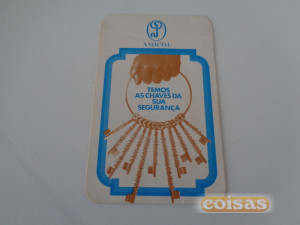 A SOCIAL
TEMOS
AS CHAVES DA
SUA
SEGURANÇA
coisas